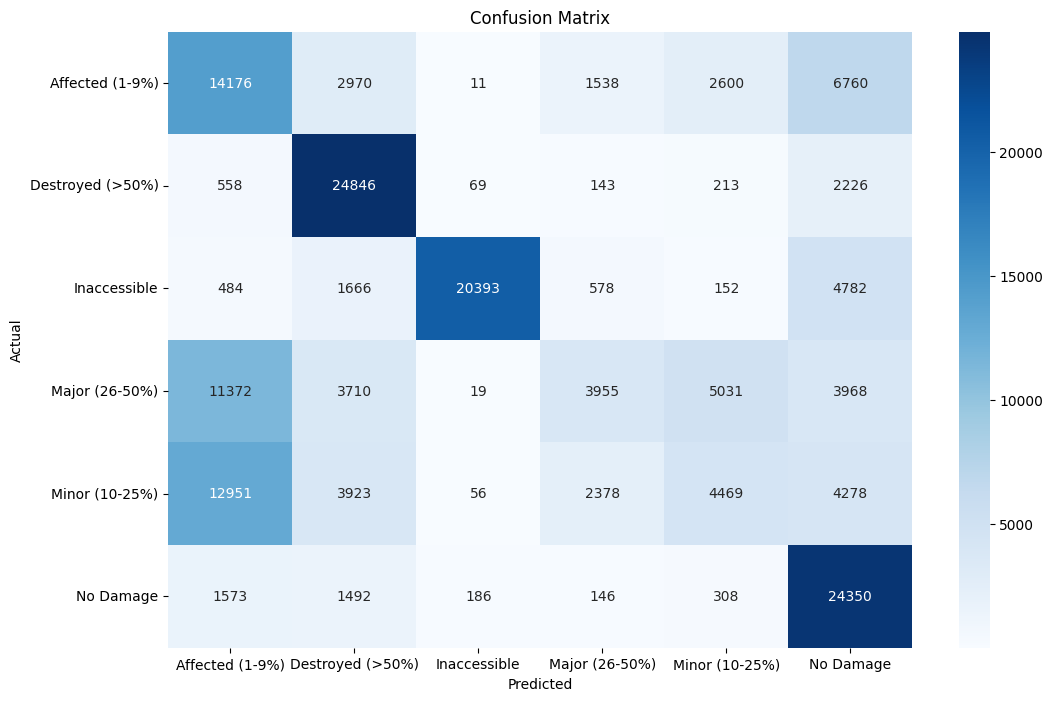 Confusion Matrix
Affected (1-9%) 14176 2970 11 1538 2600 6760
Destroyed (>50%) 558 24846 69 143 213 2226
Inaccessible 484 1666 20393 578 152 4782
Major (26-50%) 11372 3710 19 3955 5031 3968
Minor (10-25%) 12951 3923 56 2378 4469 4278
No Damage 1573 1492 186 146 308 24350
Affected (1-9%) Destroyed (>50%) Inaccessible Major (26-50%) Minor (10-25%) No Damage
Predicted
Actual
20000
15000
10000
5000